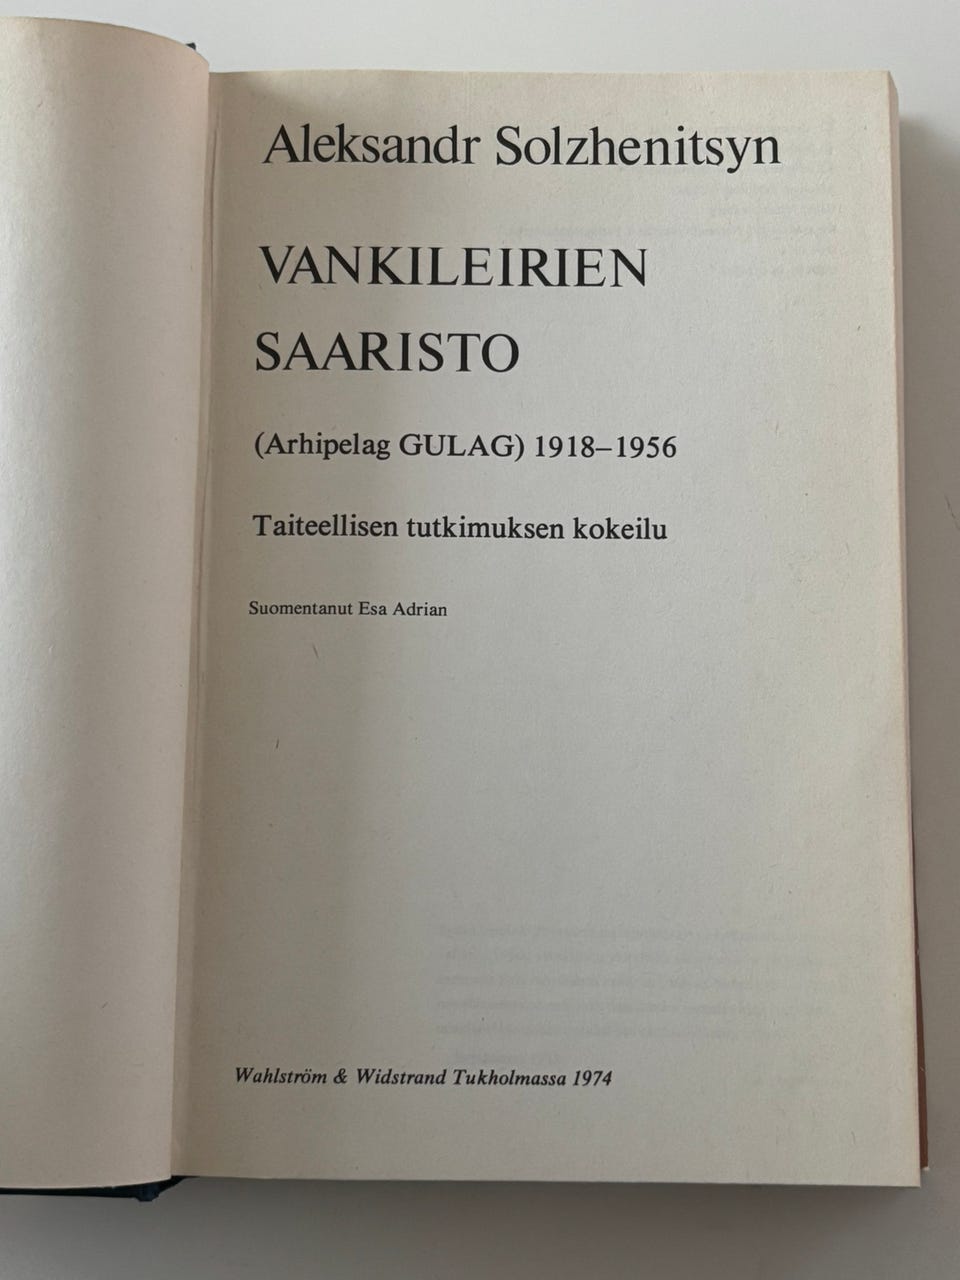 Aleksandr Solzhenitsyn
VANKILEIRIEN
SAARISTO
(Arhipelag GULAG) 1918–1956
Taiteellisen tutkimuksen kokeilu
Suomentanut Esa Adrian
Wahlström & Widstrand Tukholmassa 1974